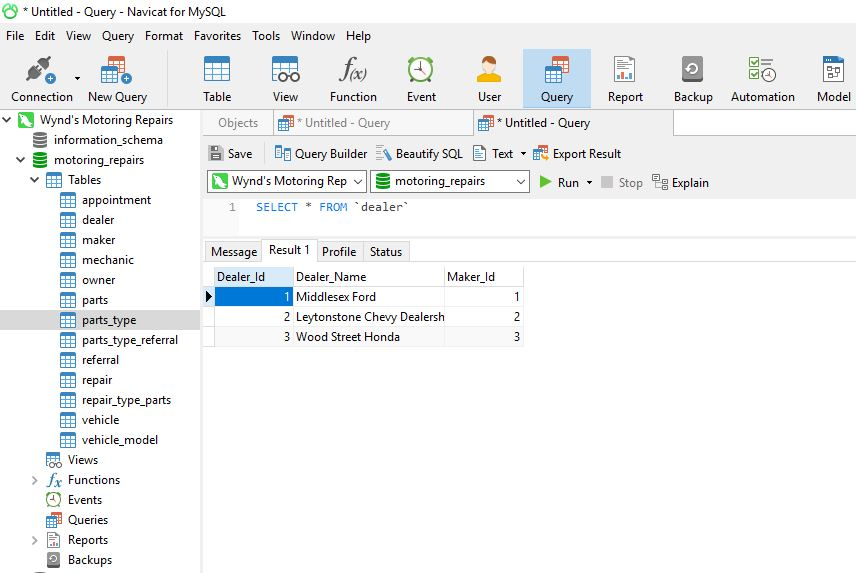 * Untitled - Query - Navicat for MySQL
File Edit View Query Format Favorites Tools Window Help
Connection New Query Table View f(x) Function Event User Query Report Backup Automation Model
Wynd's Motoring Repairs
information_schema
motoring_repairs
Tables
appointment
dealer
maker
mechanic
owner
parts
parts_type
parts_type_referral
referral
repair
repair_type_parts
vehicle
vehicle_model
Views
fx Functions
Events
Queries
Reports
Backups
Objects * Untitled - Query * Untitled - Query
Save Query Builder Beautify SQL Text Export Result
Wynd's Motoring Rep motoring_repairs Run Stop Explain
1 SELECT * FROM `dealer`
Message Result 1 Profile Status
Dealer_Id Dealer_Name Maker_Id
1 Middlesex Ford 1
2 Leytonstone Chevy Dealersh 2
3 Wood Street Honda 3